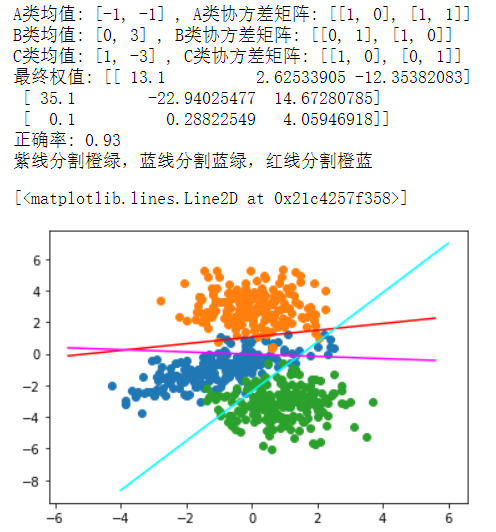 A类均值: [-1, -1] , A类协方差矩阵: [[1, 0], [1, 1]]
B类均值: [0, 3] , B类协方差矩阵: [[0, 1], [1, 0]]
C类均值: [1, -3] , C类协方差矩阵: [[1, 0], [0, 1]]
最终权值: [[ 13.1 2.62533905 -12.35382083]
[ 35.1 -22.94025477 14.67280785]
[ 0.1 0.28822549 4.05946918]]
正确率: 0.93
紫线分割橙绿，蓝线分割蓝绿，红线分割橙蓝
[<matplotlib.lines.Line2D at 0x21c4257f358>]
6
4
2
0
−2
−4
−6
−8
−6 −4 −2 0 2 4 6